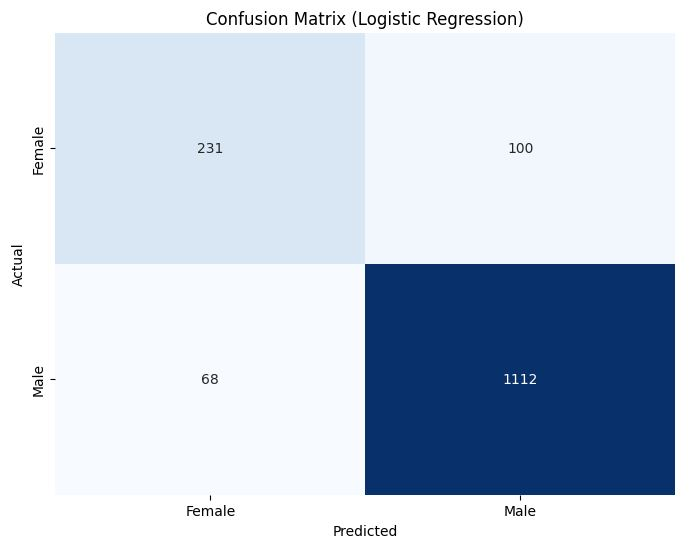 Confusion Matrix (Logistic Regression)
Actual
Female
231
100
Male
68
1112
Female
Male
Predicted